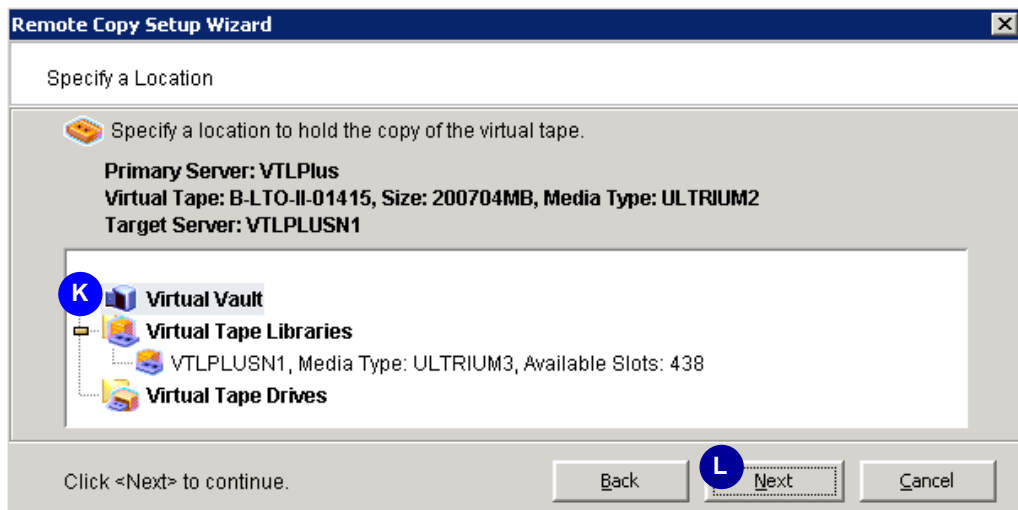 Remote Copy Setup Wizard
Specify a Location
Specify a location to hold the copy of the virtual tape.
Primary Server: VTLPlus
Virtual Tape: B-LTO-II-01415, Size: 200704MB, Media Type: ULTRIUM2
Target Server: VTLPLUSN1
K Virtual Vault
Virtual Tape Libraries
VTLPLUSN1, Media Type: ULTRIUM3, Available Slots: 438
Virtual Tape Drives
Click <Next> to continue. Back L Next Cancel